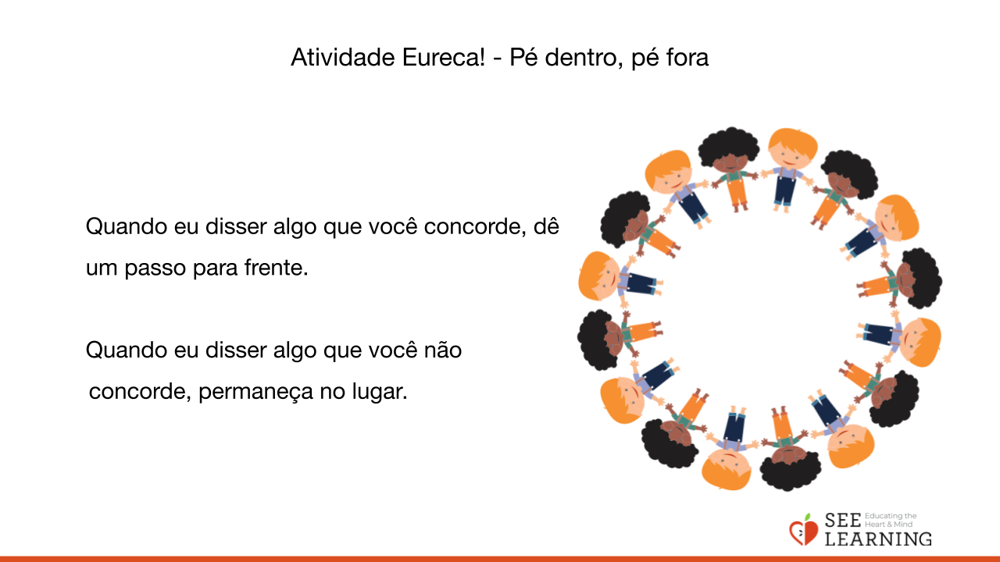 Atividade Eureca! - Pé dentro, pé fora
Quando eu disser algo que você concorde, dê
um passo para frente.
Quando eu disser algo que você não
concorde, permaneça no lugar.
SEE Educating the
Heart & Mind
LEARNING